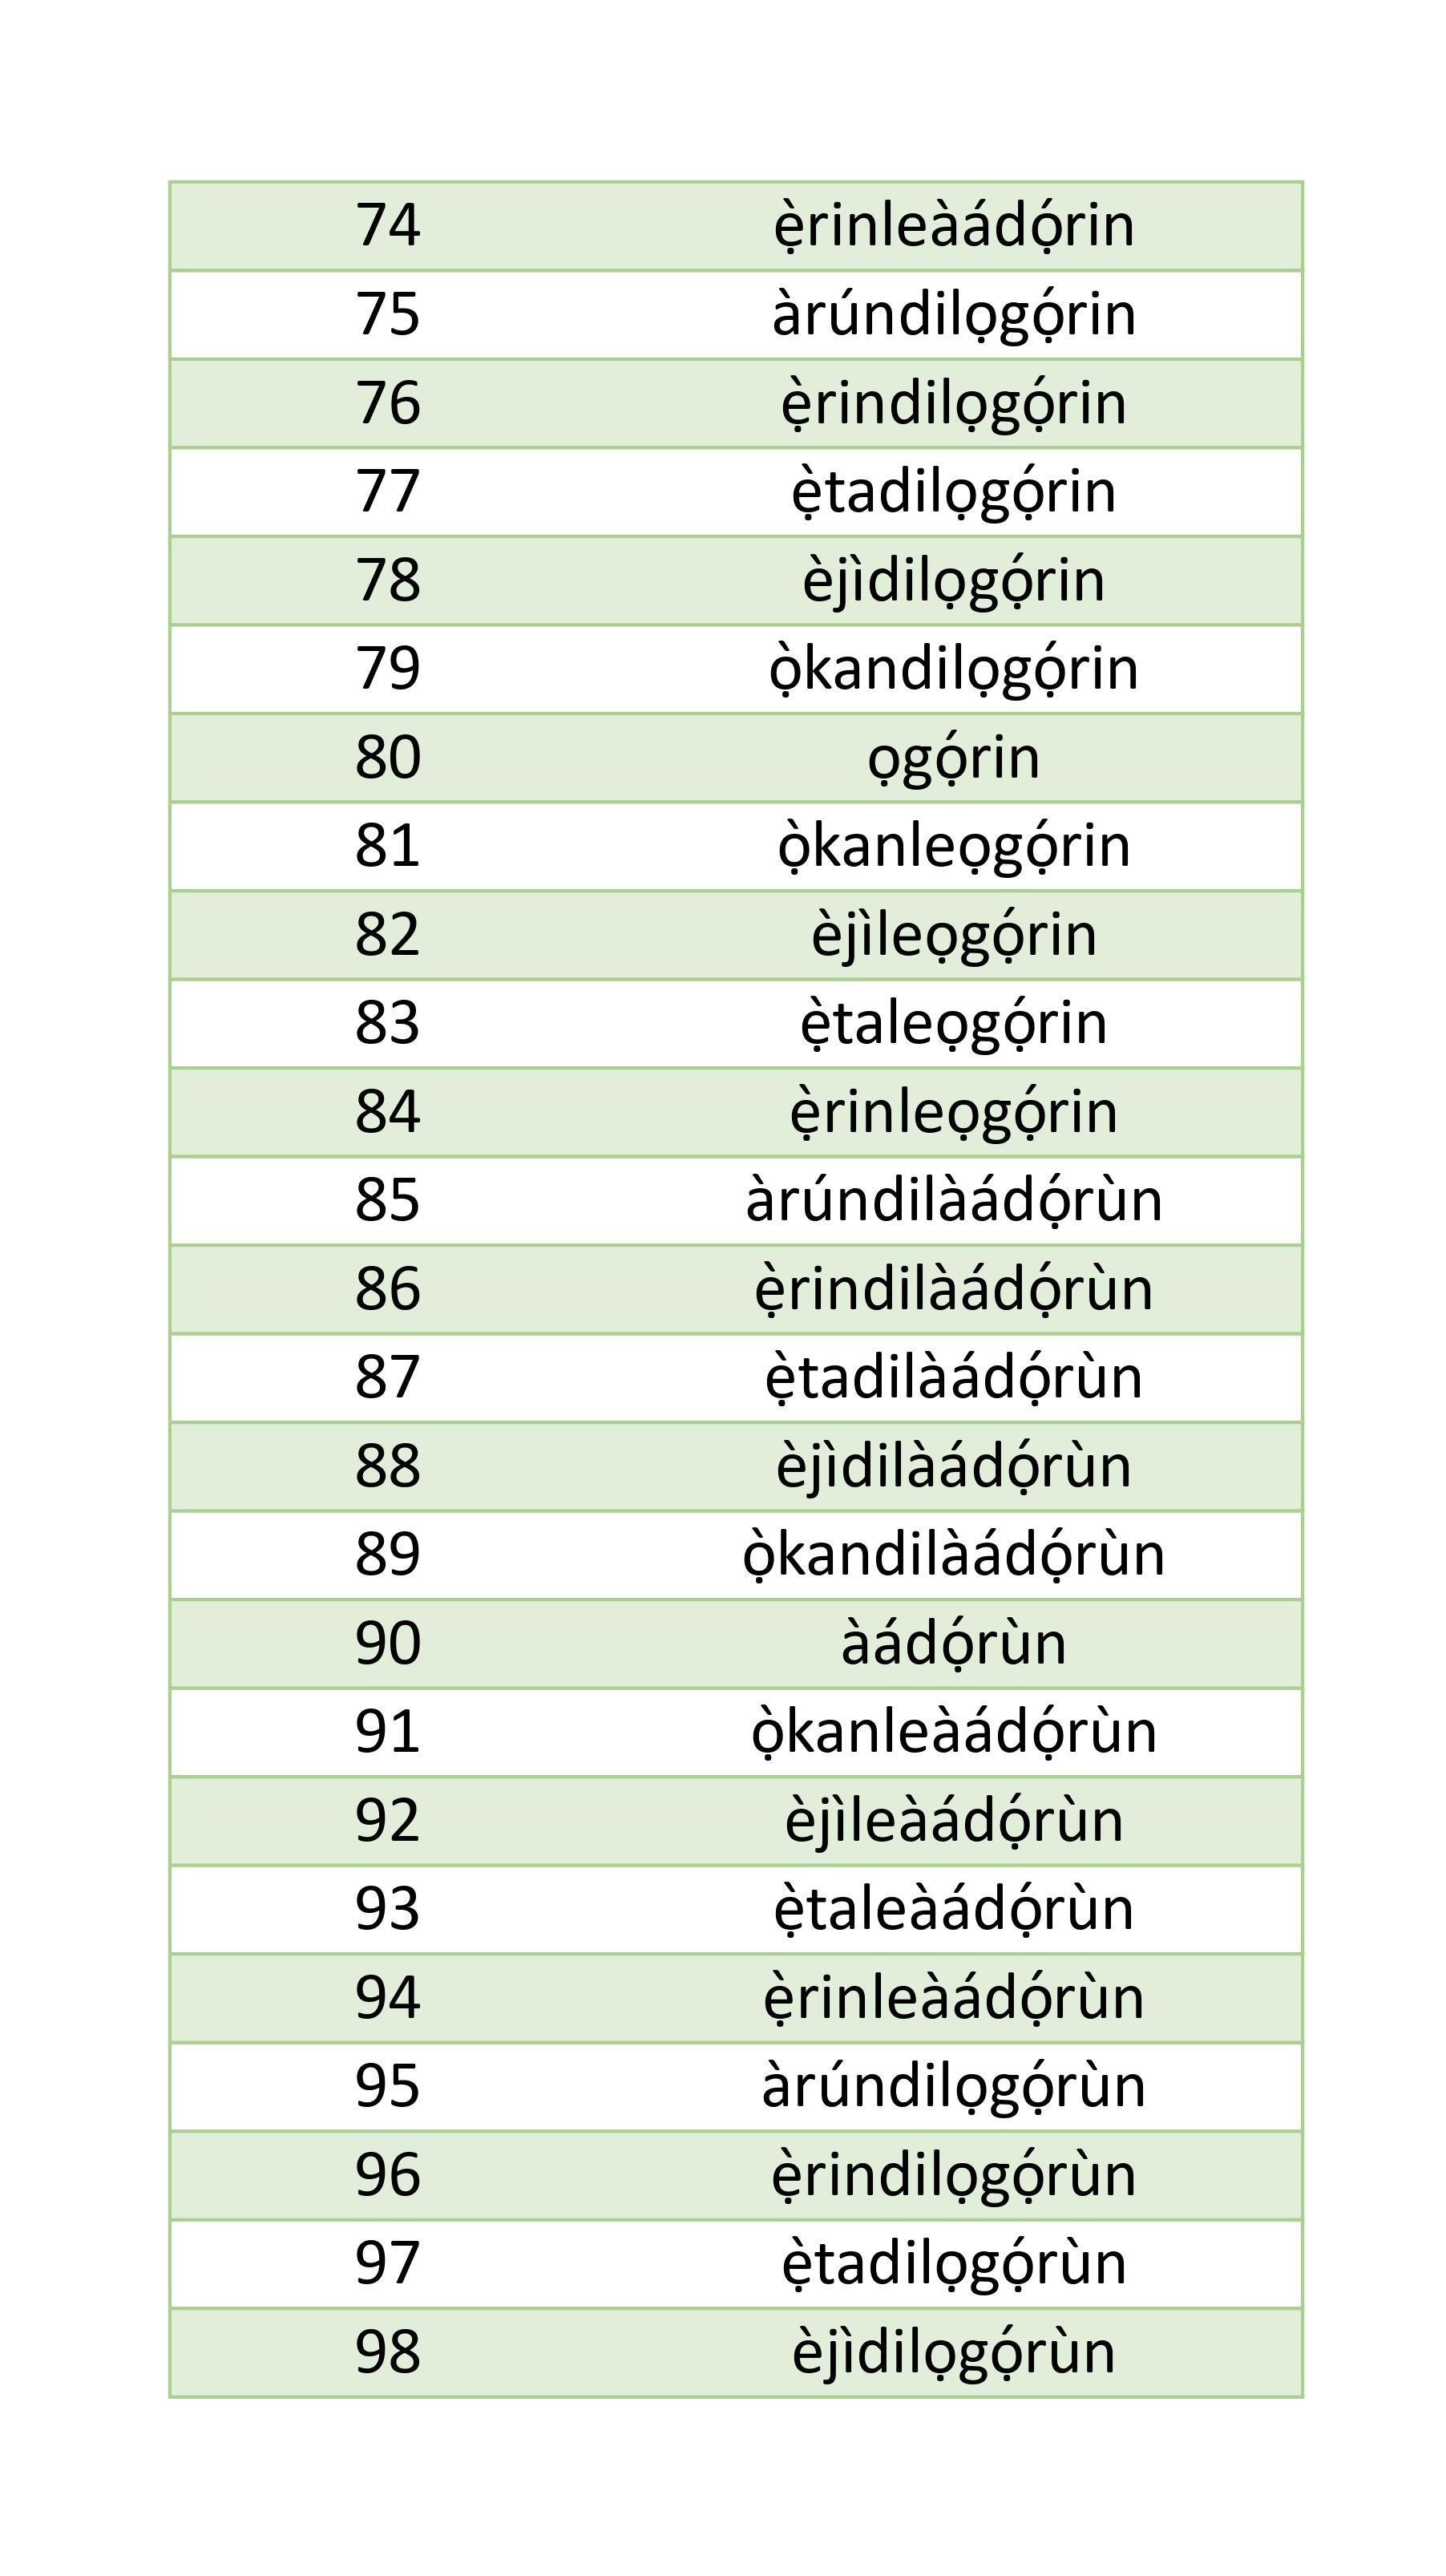 74 ẹ̀rinleàádọ́rin
75 àrúndilọgọ́rin
76 ẹ̀rindilọgọ́rin
77 ẹ̀tadilọgọ́rin
78 èjìdilọgọ́rin
79 ọ̀kandilọgọ́rin
80 ọgọ́rin
81 ọ̀kanleọgọ́rin
82 èjìleọgọ́rin
83 ẹ̀taleọgọ́rin
84 ẹ̀rinleọgọ́rin
85 àrúndilàádọ́rùn
86 ẹ̀rindilàádọ́rùn
87 ẹ̀tadilàádọ́rùn
88 èjìdilàádọ́rùn
89 ọ̀kandilàádọ́rùn
90 àádọ́rùn
91 ọ̀kanleàádọ́rùn
92 èjìleàádọ́rùn
93 ẹ̀taleàádọ́rùn
94 ẹ̀rinleàádọ́rùn
95 àrúndilọgọ́rùn
96 ẹ̀rindilọgọ́rùn
97 ẹ̀tadilọgọ́rùn
98 èjìdilọgọ́rùn